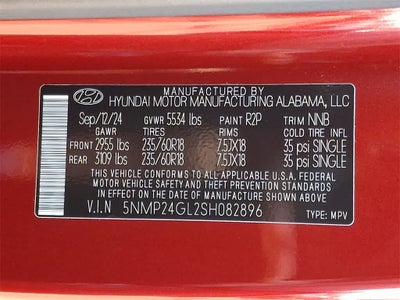 MANUFACTURED BY
HYUNDAI MOTOR MANUFACTURING ALABAMA, LLC
Sep/12/24 GVWR 5534 lbs PAINT R2P TRIM NNB
GAWR TIRES RIMS COLD TIRE INFL
FRONT 2955 lbs 235/60R18 7.5JX18 35 psi SINGLE
REAR 3109 lbs 235/60R18 7.5JX18 35 psi SINGLE
THIS VEHICLE CONFORMS TO ALL APPLICABLE U.S.A. FEDERAL
MOTOR VEHICLE SAFETY AND THEFT PREVENTION STANDARDS
IN EFFECT ON THE DATE OF MANUFACTURE SHOWN ABOVE.
V.I.N 5NMP24GL2SH082896 TYPE: MPV